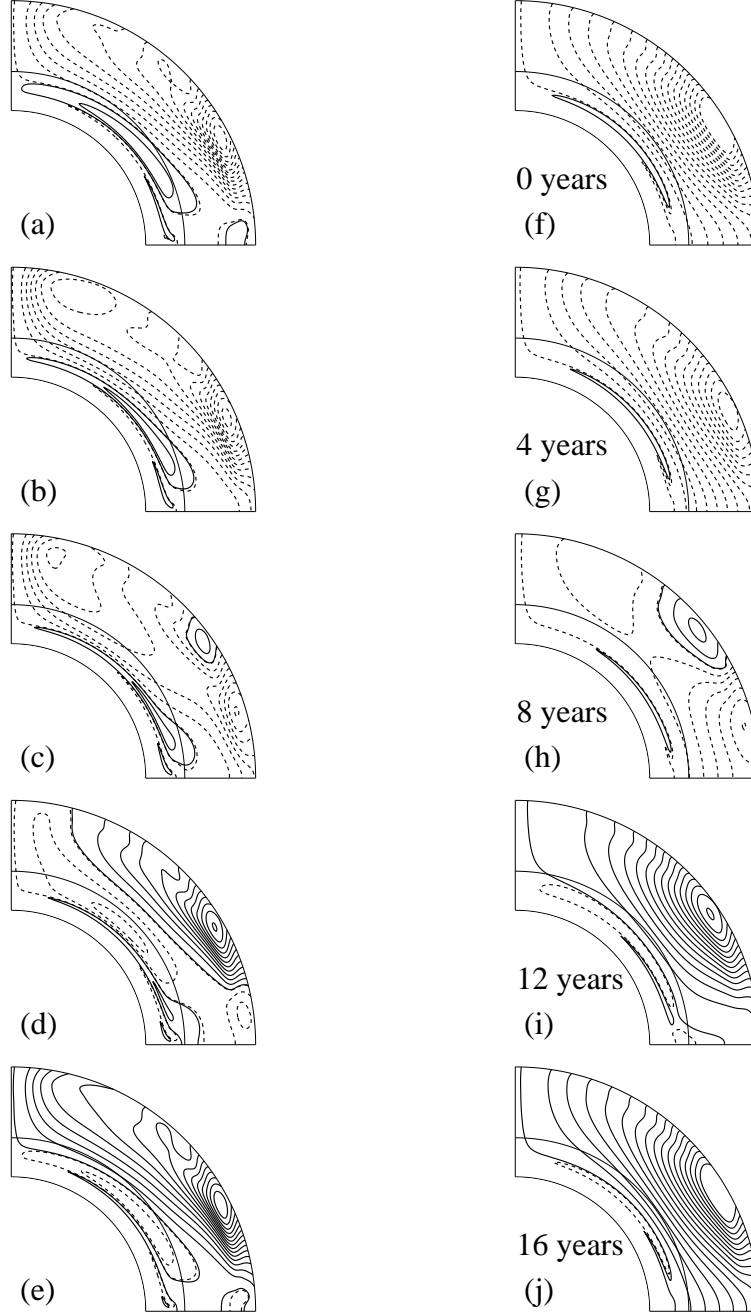 0 years
(a)
(f)
4 years
(b)
(g)
8 years
(c)
(h)
12 years
(d)
(i)
16 years
(e)
(j)